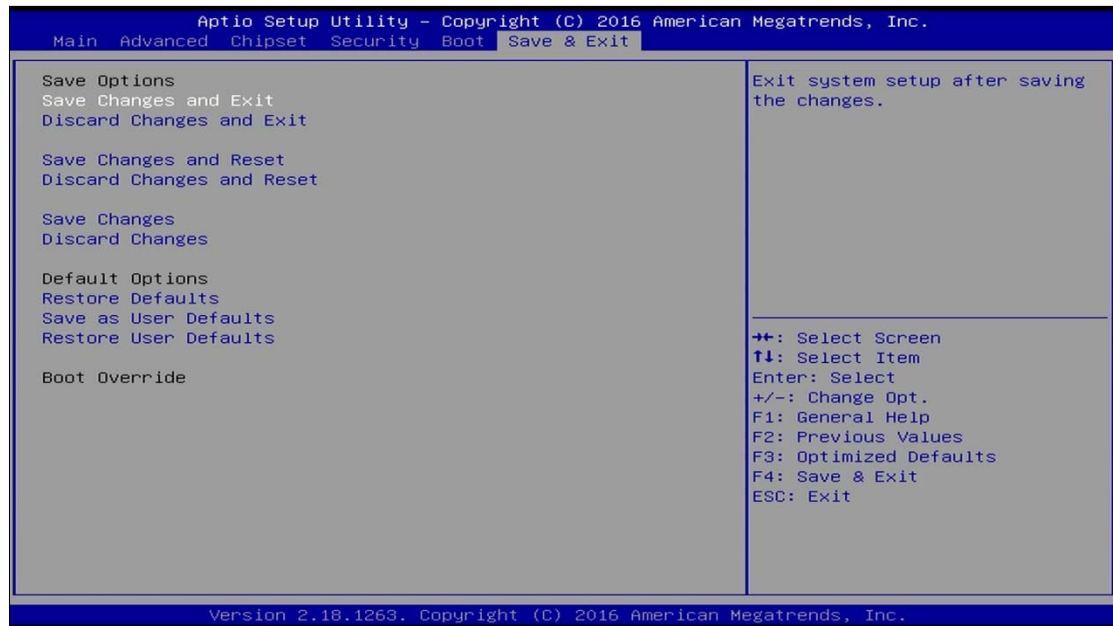 Aptio Setup Utility – Copyright (C) 2016 American Megatrends, Inc.
Main Advanced Chipset Security Boot Save & Exit
Save Options
Save Changes and Exit
Discard Changes and Exit
Save Changes and Reset
Discard Changes and Reset
Save Changes
Discard Changes
Default Options
Restore Defaults
Save as User Defaults
Restore User Defaults
Boot Override
Exit system setup after saving
the changes.
→←: Select Screen
↑↓: Select Item
Enter: Select
+/-: Change Opt.
F1: General Help
F2: Previous Values
F3: Optimized Defaults
F4: Save & Exit
ESC: Exit
Version 2.18.1263. Copyright (C) 2016 American Megatrends, Inc.